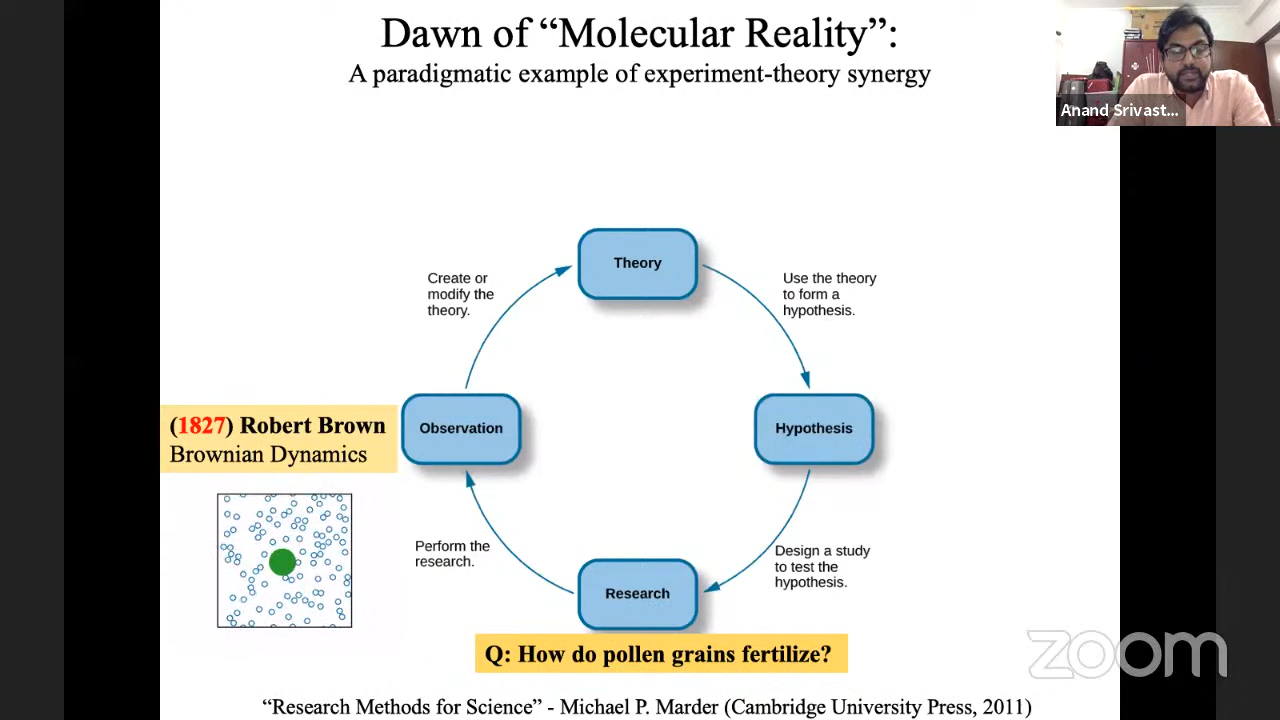 Dawn of “Molecular Reality”:
A paradigmatic example of experiment-theory synergy
Anand Srivast...
Theory
Create or
modify the
theory.
Use the theory
to form a
hypothesis.
(1827) Robert Brown
Brownian Dynamics
Observation
Hypothesis
Perform the
research.
Design a study
to test the
hypothesis.
Research
Q: How do pollen grains fertilize?
zoom
“Research Methods for Science” - Michael P. Marder (Cambridge University Press, 2011)